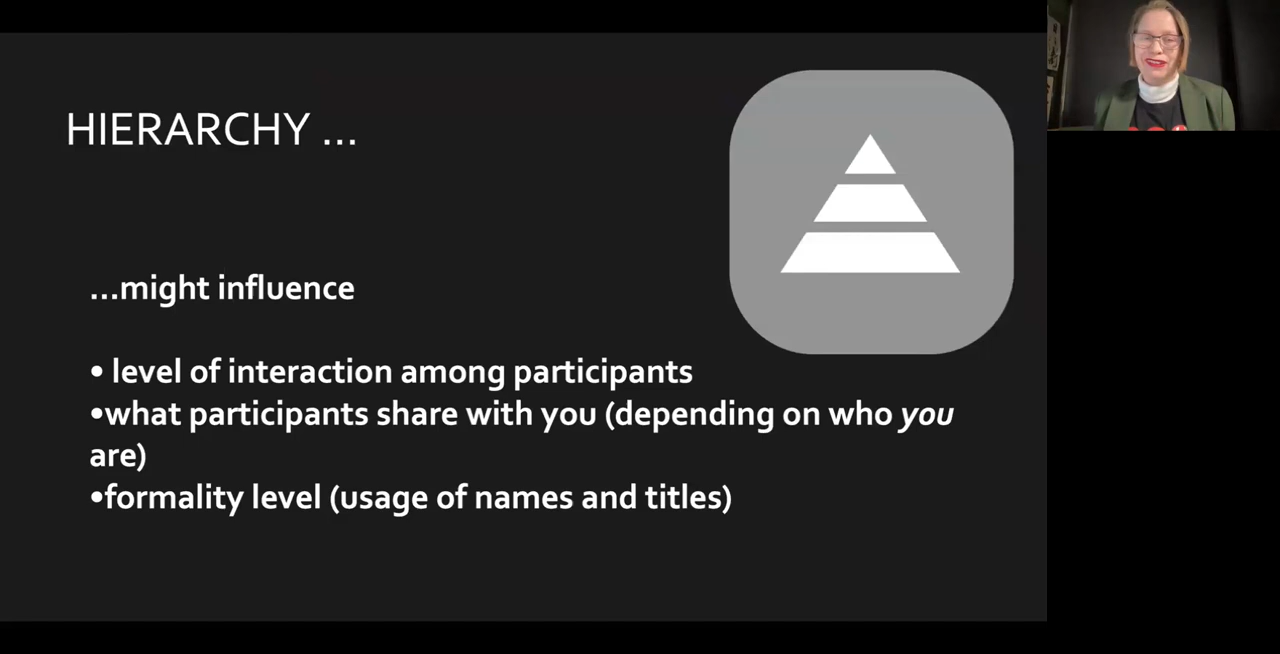 HIERARCHY ...
...might influence
• level of interaction among participants
•what participants share with you (depending on who you
are)
•formality level (usage of names and titles)